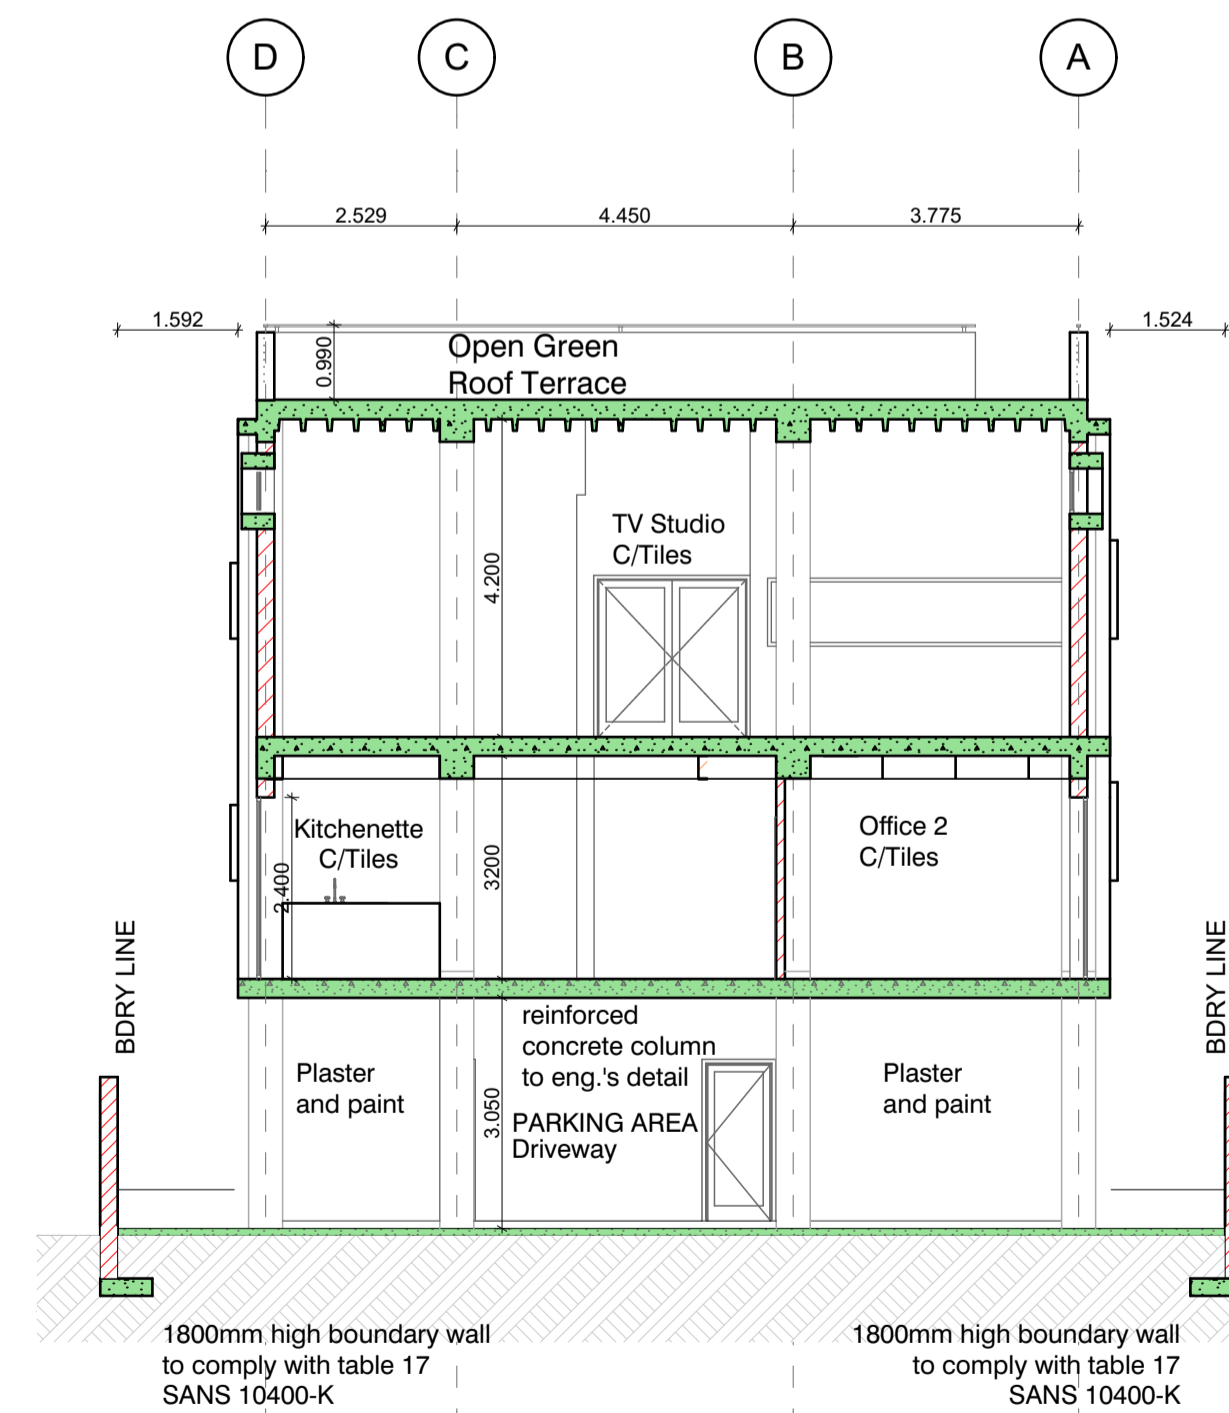 D
C
B
A
2.529
4.450
3.775
1.592
1.524
0.990
Open Green
Roof Terrace
TV Studio
C/Tiles
4.200
Kitchenette
C/Tiles
2.400
3200
Office 2
C/Tiles
BDRY LINE
BDRY LINE
reinforced
concrete column
to eng.'s detail
Plaster
and paint
3.050
PARKING AREA
Driveway
Plaster
and paint
1800mm high boundary wall
to comply with table 17
SANS 10400-K
1800mm high boundary wall
to comply with table 17
SANS 10400-K